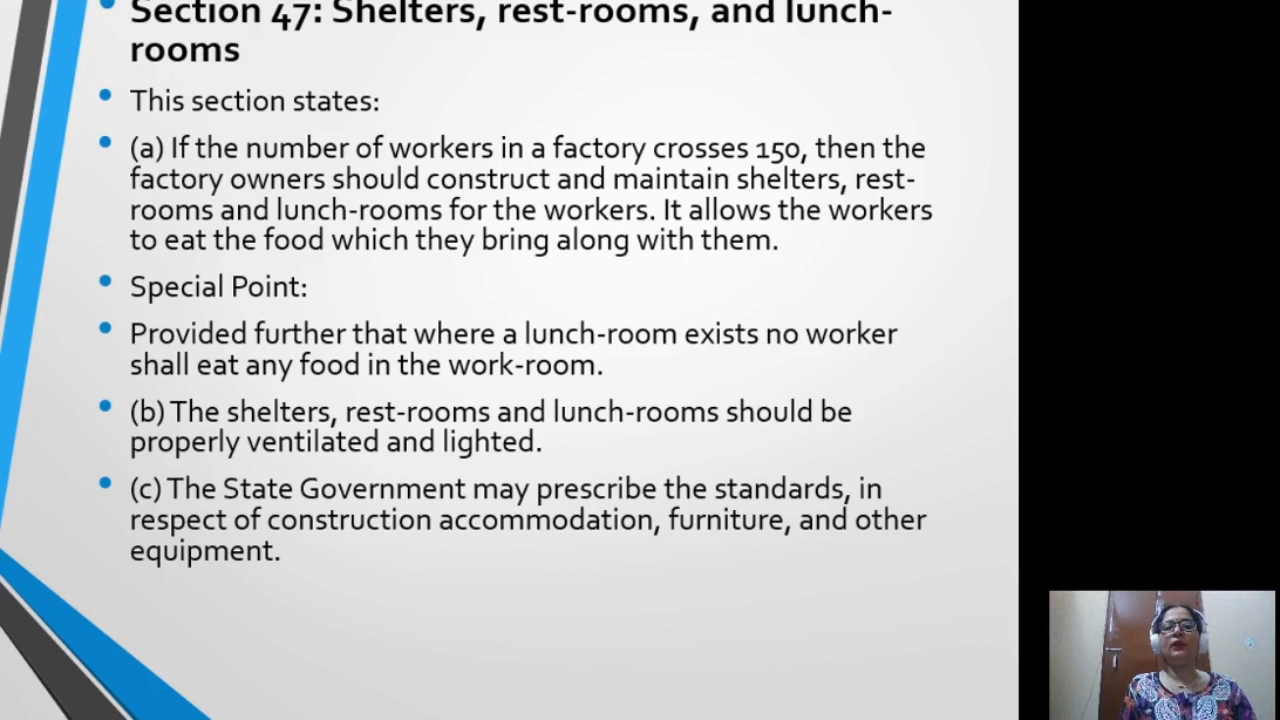 Section 47: Shelters, rest-rooms, and lunch-
rooms
This section states:
(a) If the number of workers in a factory crosses 150, then the
factory owners should construct and maintain shelters, rest-
rooms and lunch-rooms for the workers. It allows the workers
to eat the food which they bring along with them.
Special Point:
Provided further that where a lunch-room exists no worker
shall eat any food in the work-room.
(b) The shelters, rest-rooms and lunch-rooms should be
properly ventilated and lighted.
(c) The State Government may prescribe the standards, in
respect of construction accommodation, furniture, and other
equipment.